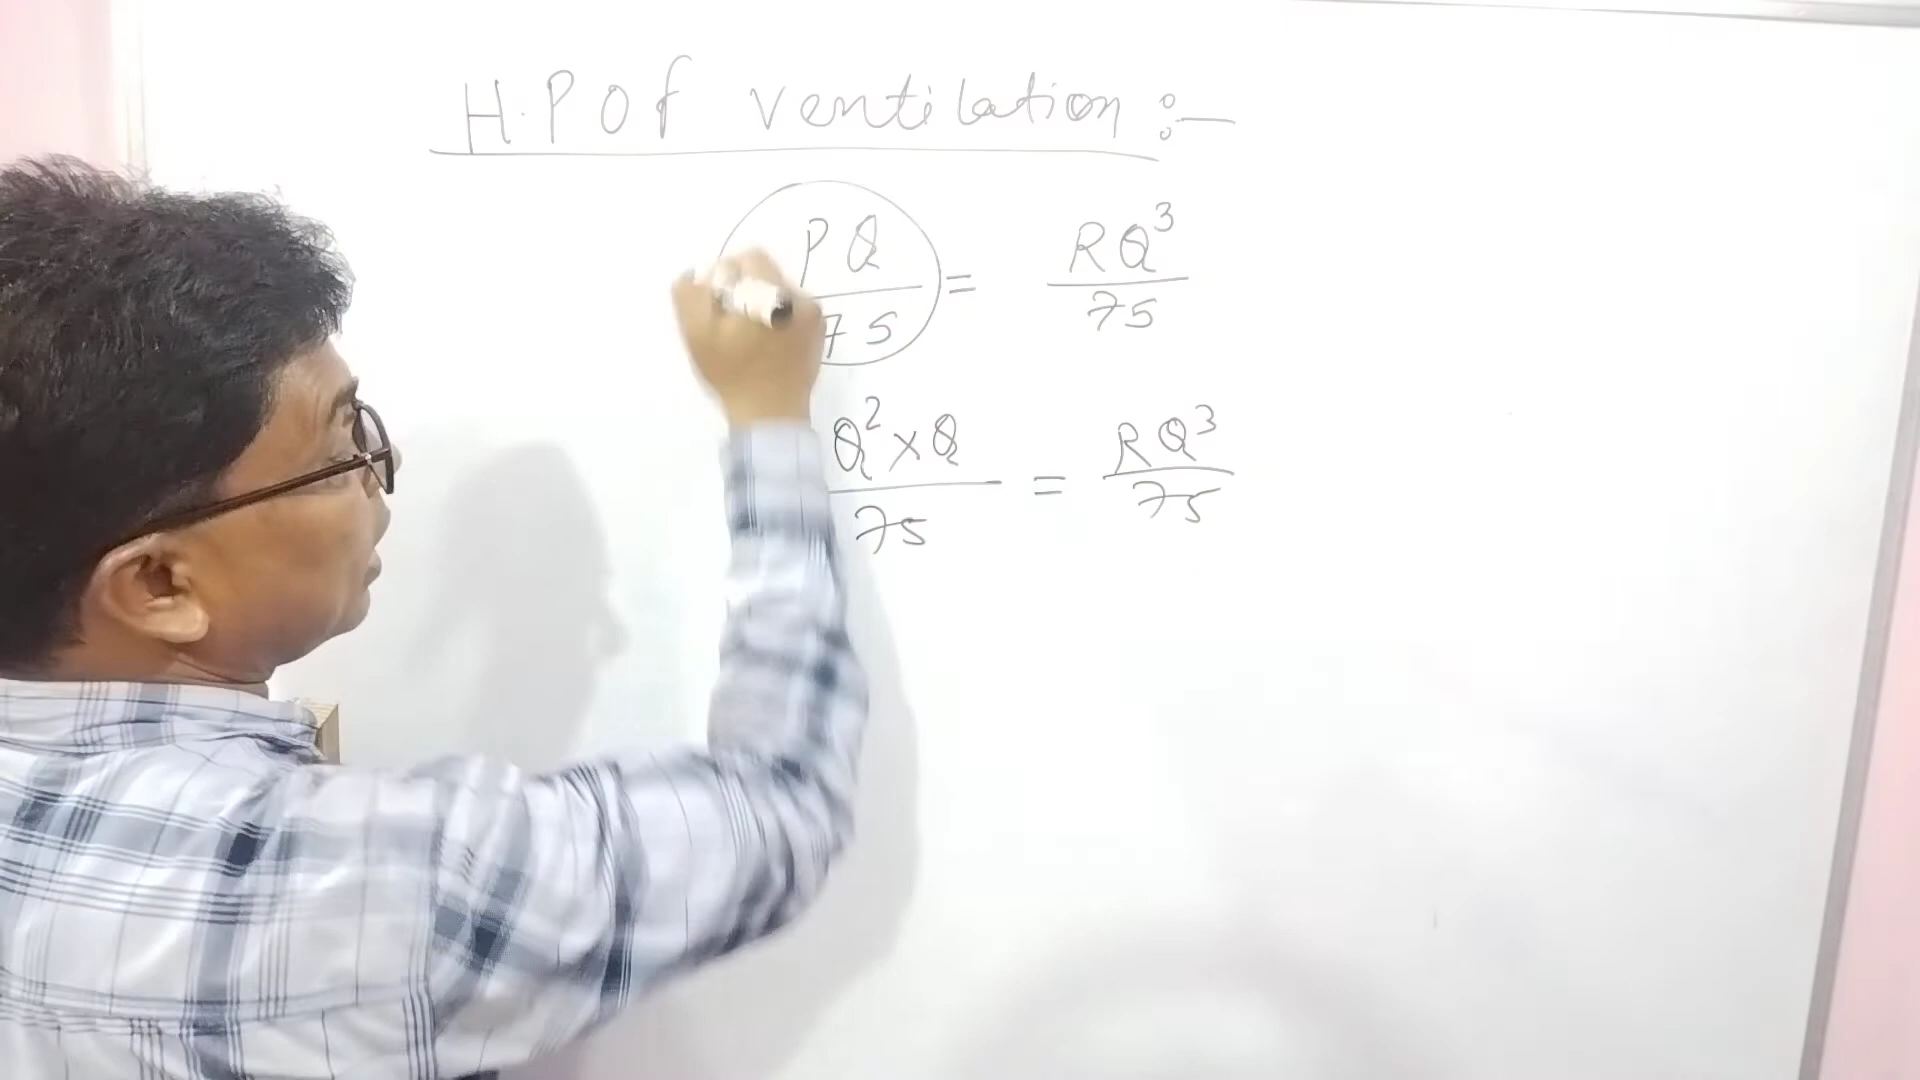 H.P Of ventilation :-
PQ/75 = RQ³/75
Q²×Q/75 = RQ³/75